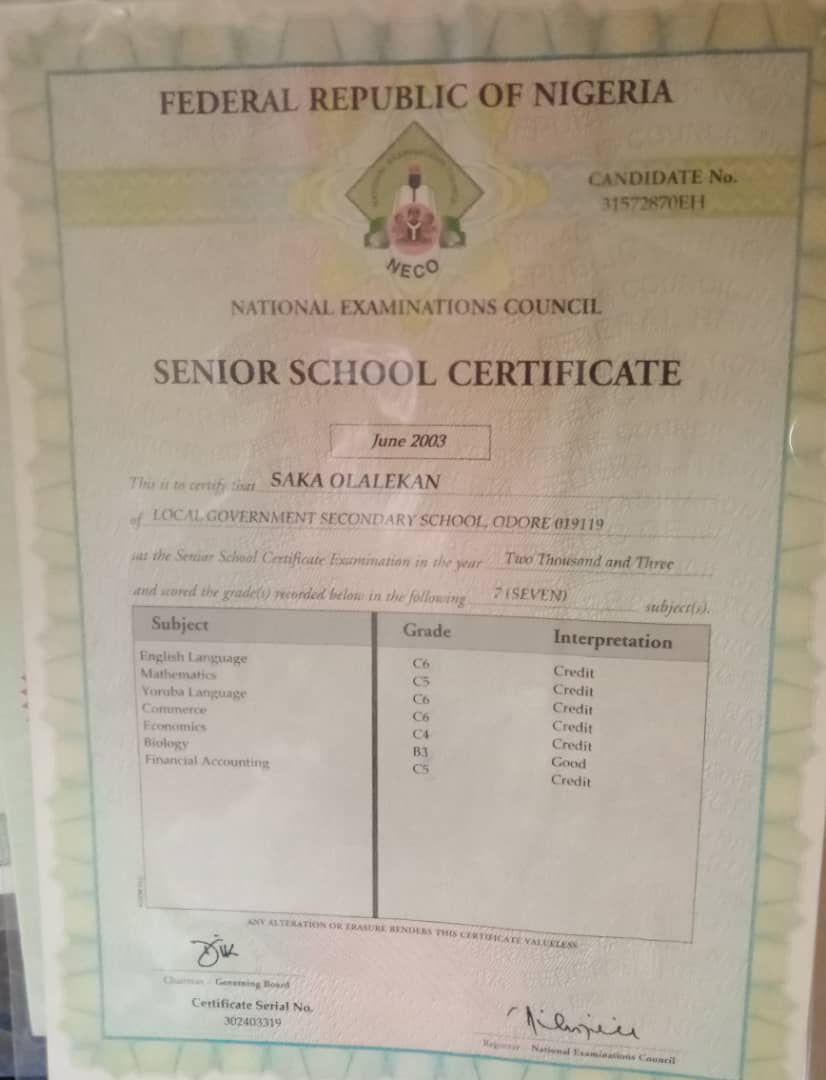 FEDERAL REPUBLIC OF NIGERIA
CANDIDATE No.
31572870EH
NECO
NATIONAL EXAMINATIONS COUNCIL
SENIOR SCHOOL CERTIFICATE
June 2003
This is to certify that SAKA OLALEKAN
of LOCAL GOVERNMENT SECONDARY SCHOOL, ODORE 019119
sat the Senior School Certificate Examination in the year Two Thousand and Three
and scored the grade(s) recorded below in the following 7 (SEVEN) subject(s).
Subject Grade Interpretation
English Language C6 Credit
Mathematics C5 Credit
Yoruba Language C6 Credit
Commerce C6 Credit
Economics C4 Credit
Biology B3 Good
Financial Accounting C5 Credit
ANY ALTERATION OR ERASURE RENDERS THIS CERTIFICATE VALUELESS
Chairman - Governing Board
Certificate Serial No.
302403319
Registrar - National Examinations Council